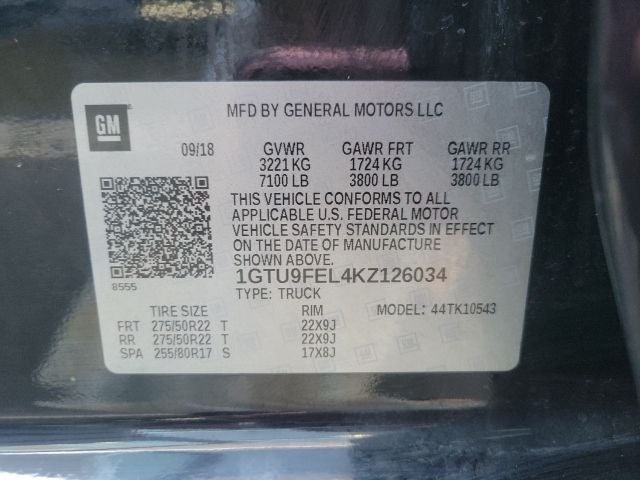 GM
MFD BY GENERAL MOTORS LLC
09/18 GVWR GAWR FRT GAWR RR
3221 KG 1724 KG 1724 KG
7100 LB 3800 LB 3800 LB
THIS VEHICLE CONFORMS TO ALL
APPLICABLE U.S. FEDERAL MOTOR
VEHICLE SAFETY STANDARDS IN EFFECT
ON THE DATE OF MANUFACTURE
SHOWN ABOVE.
8555
1GTU9FEL4KZ126034
TYPE: TRUCK
TIRE SIZE RIM MODEL: 44TK10543
FRT 275/50R22 T 22X9J
RR 275/50R22 T 22X9J
SPA 255/80R17 S 17X8J